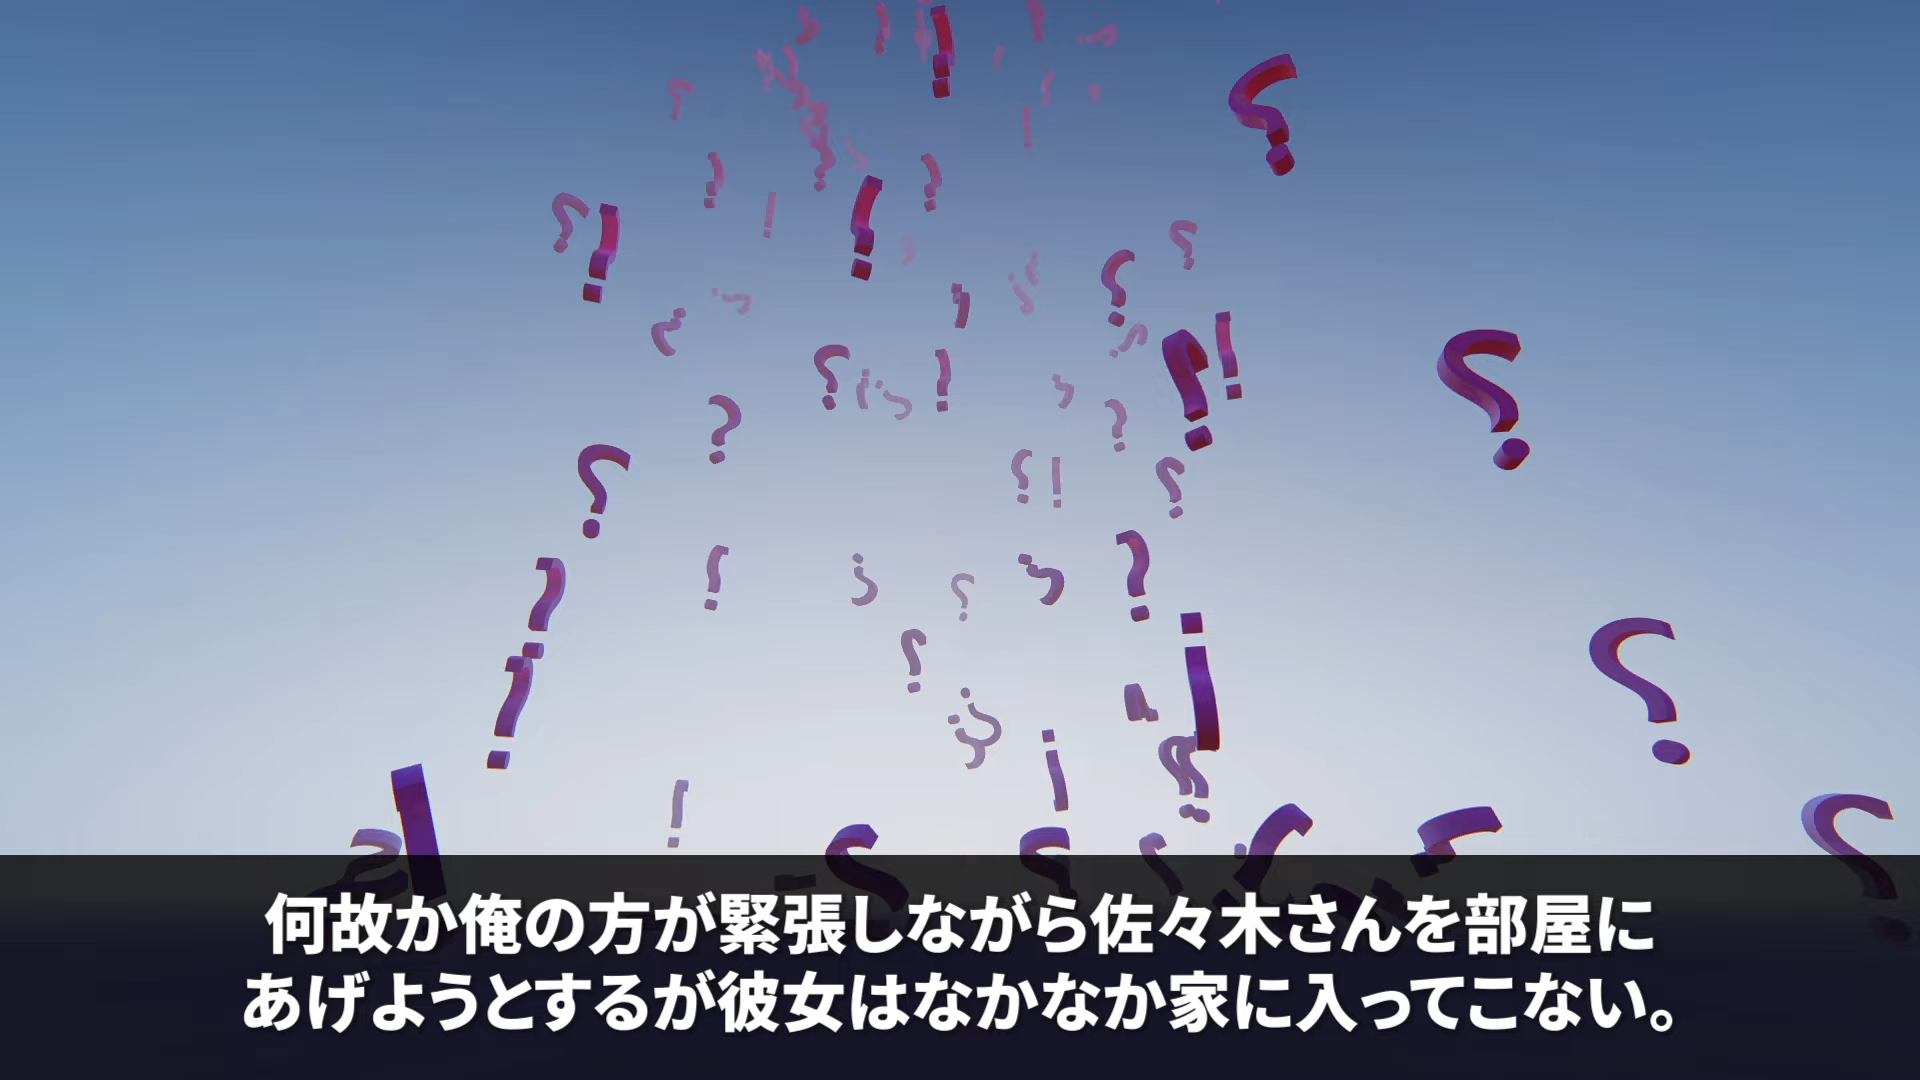 何故か俺の方が緊張しながら佐々木さんを部屋に
あげようとするが彼女はなかなか家に入ってこない。